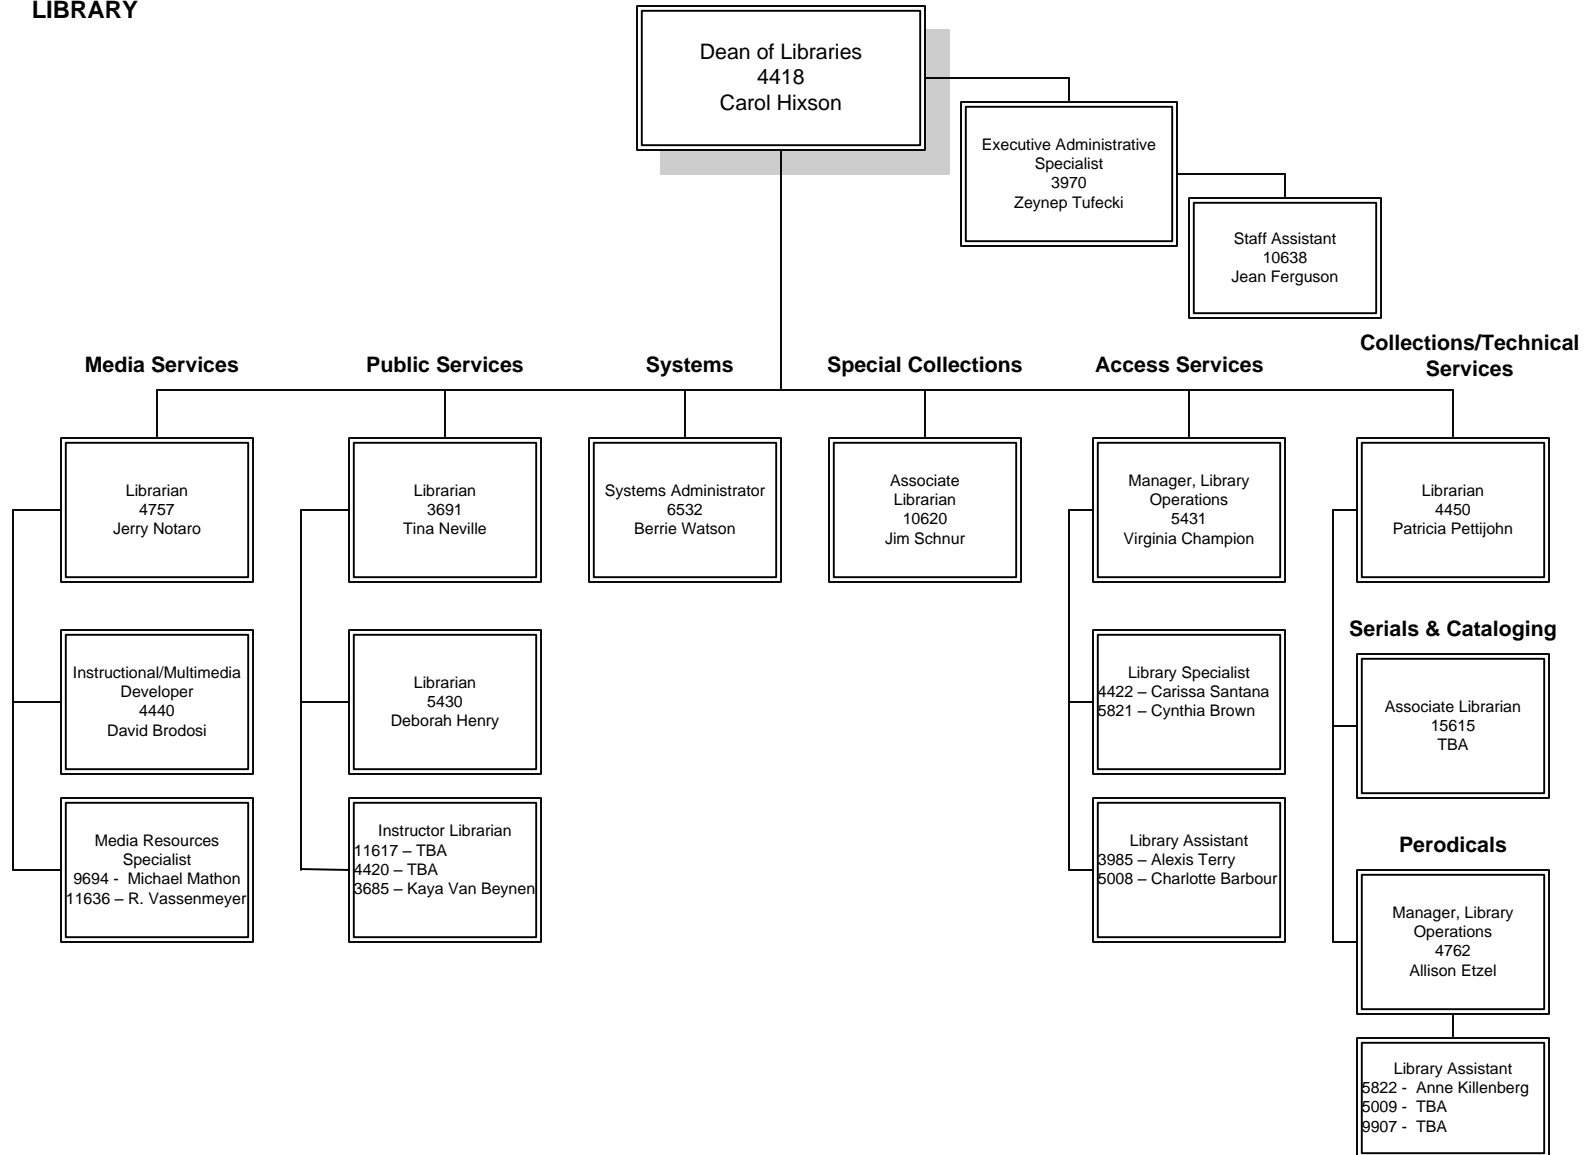 LIBRARY
Dean of Libraries
4418
Carol Hixson
Executive Administrative
Specialist
3970
Zeynep Tufecki
Staff Assistant
10638
Jean Ferguson
Media Services
Public Services
Systems
Special Collections
Access Services
Collections/Technical
Services
Librarian
4757
Jerry Notaro
Librarian
3691
Tina Neville
Systems Administrator
6532
Berrie Watson
Associate
Librarian
10620
Jim Schnur
Manager, Library
Operations
5431
Virginia Champion
Librarian
4450
Patricia Pettijohn
Instructional/Multimedia
Developer
4440
David Brodosi
Librarian
5430
Deborah Henry
Library Specialist
4422 – Carissa Santana
5821 – Cynthia Brown
Serials & Cataloging
Associate Librarian
15615
TBA
Media Resources
Specialist
9694 - Michael Mathon
11636 – R. Vassenmeyer
Instructor Librarian
11617 – TBA
4420 – TBA
3685 – Kaya Van Beynen
Library Assistant
3985 – Alexis Terry
5008 – Charlotte Barbour
Perodicals
Manager, Library
Operations
4762
Allison Etzel
Library Assistant
5822 - Anne Killenberg
5009 - TBA
9907 - TBA